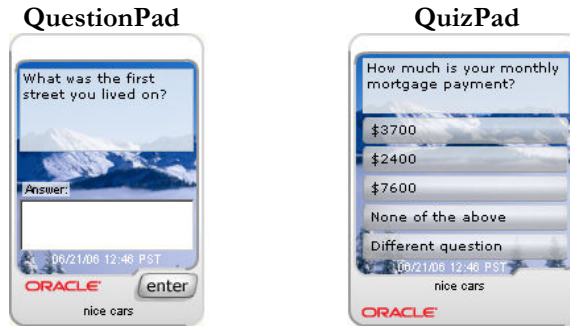 QuestionPad
What was the first
street you lived on?
Answer:
06/21/06 12:46 PST
ORACLE
enter
nice cars
QuizPad
How much is your monthly
mortgage payment?
$3700
$2400
$7600
None of the above
Different question
06/21/06 12:46 PST
nice cars
ORACLE